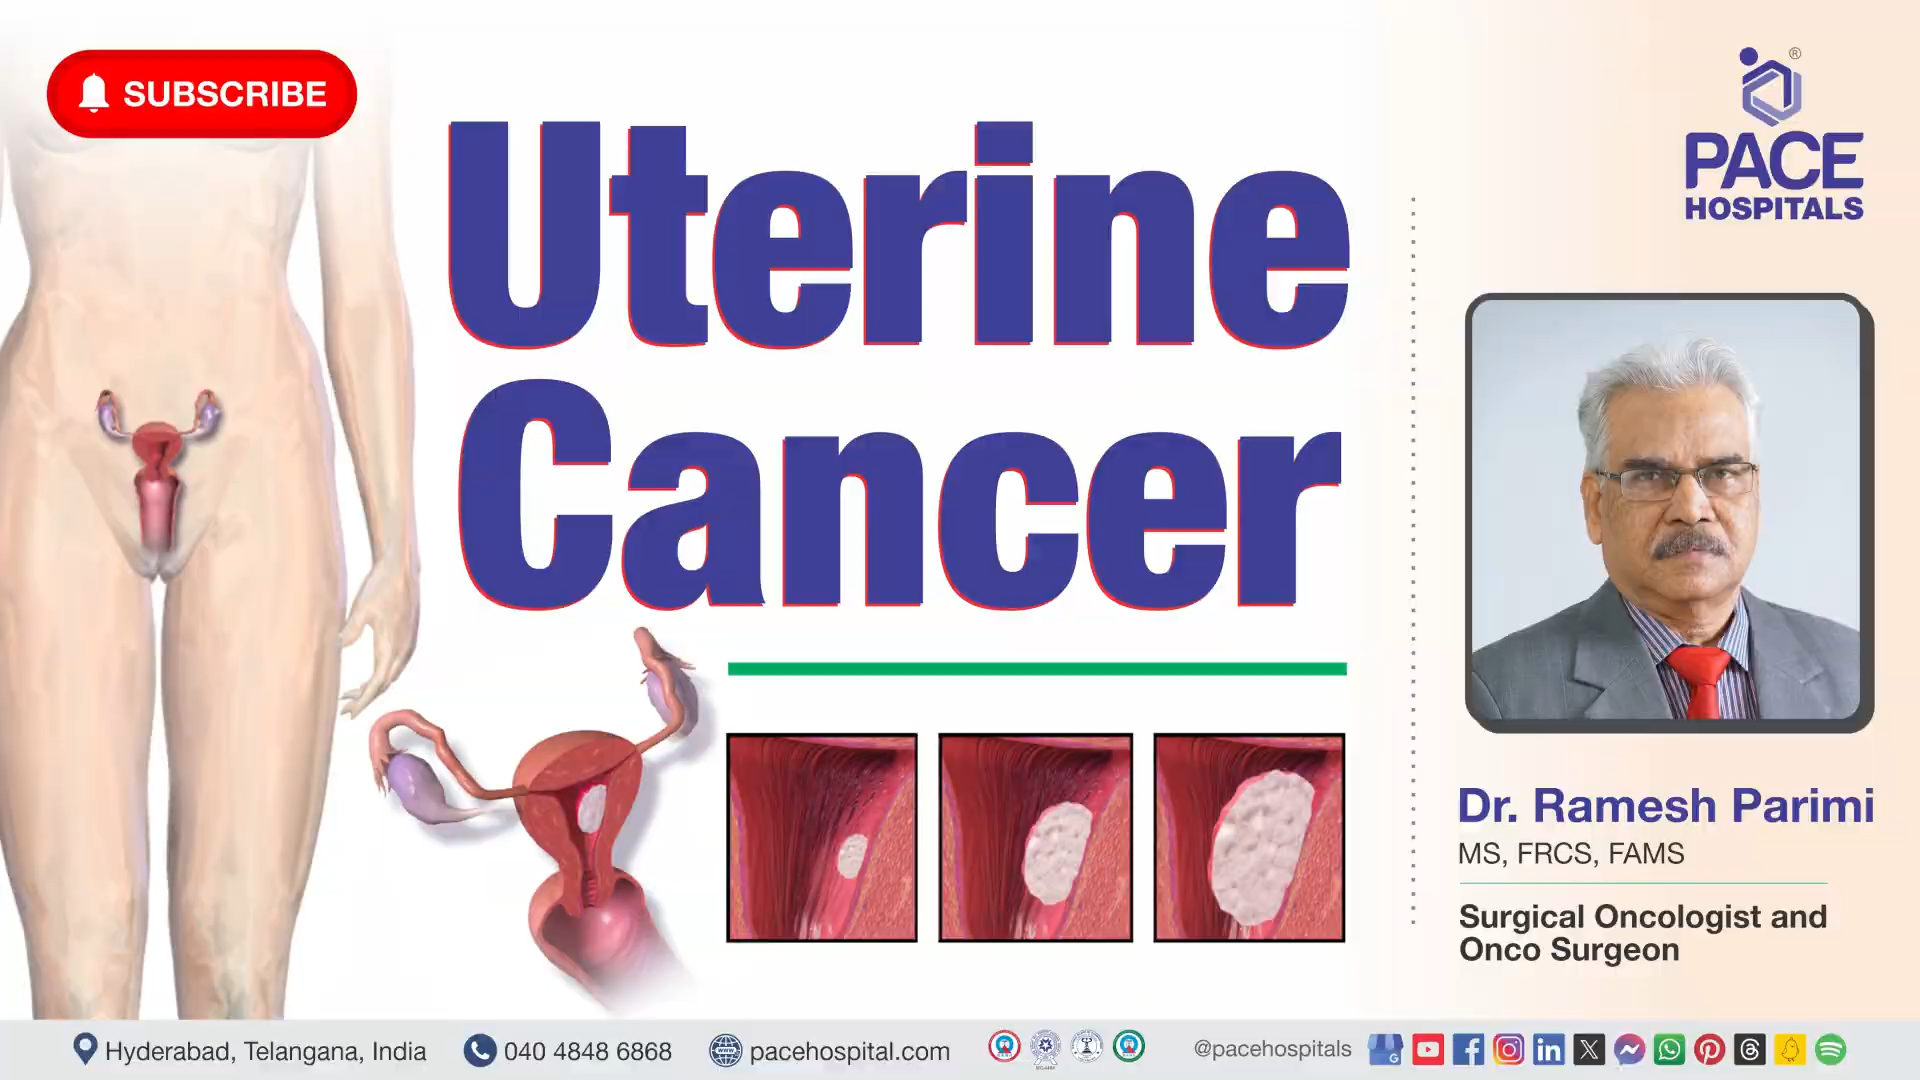 SUBSCRIBE
Uterine
Cancer
®
PACE
HOSPITALS
Dr. Ramesh Parimi
MS, FRCS, FAMS
Surgical Oncologist and
Onco Surgeon
Hyderabad, Telangana, India
040 4848 6868
pacehospital.com
@pacehospitals